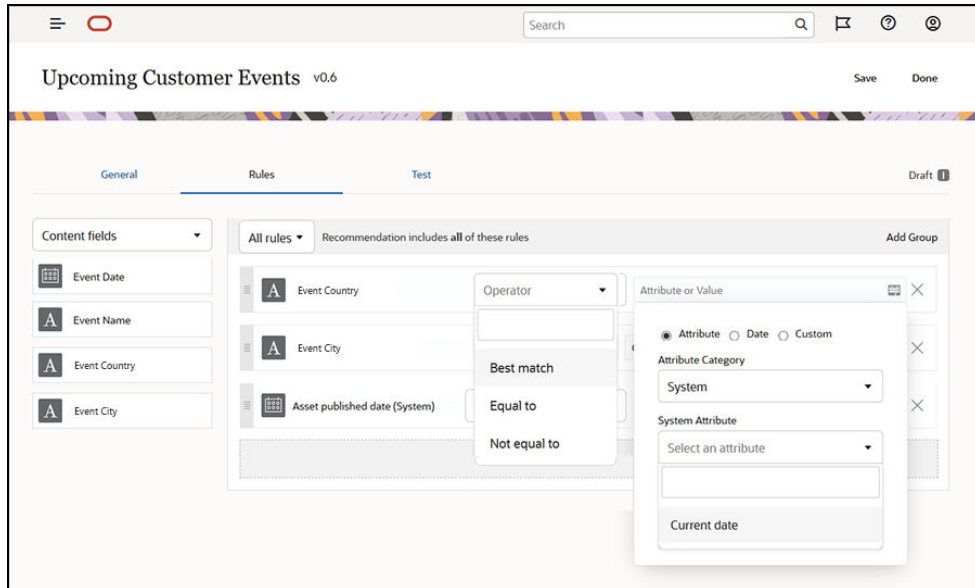 Search
Upcoming Customer Events v0.6
Save Done
General Rules Test Draft
Content fields
Event Date
A Event Name
A Event Country
A Event City
All rules Recommendation includes all of these rules Add Group
A Event Country
Operator
Attribute or Value
A Event City
Asset published date (System)
Best match
Equal to
Not equal to
Attribute Date Custom
Attribute Category
System
System Attribute
Select an attribute
Current date